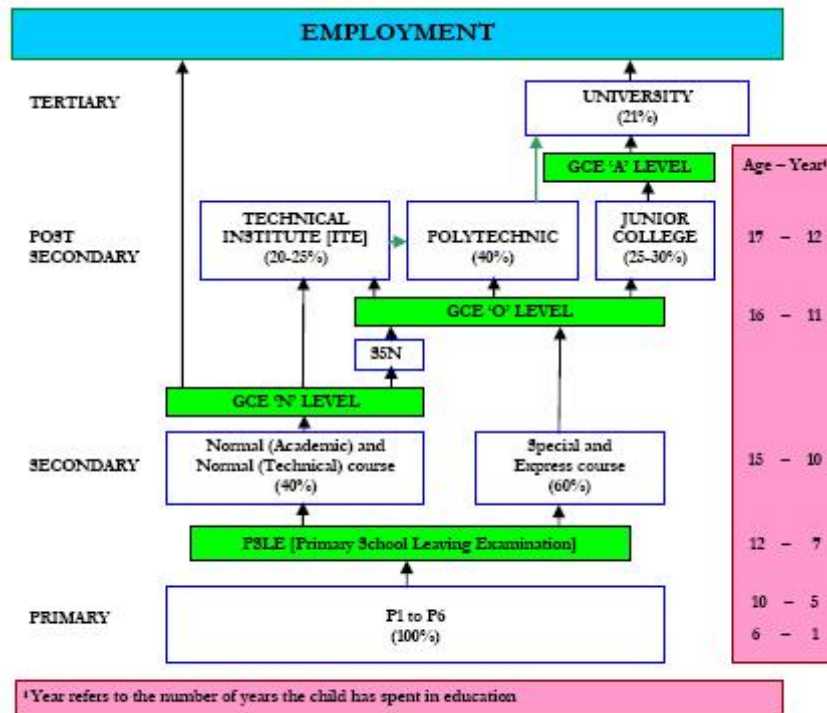 EMPLOYMENT
TERTIARY
UNIVERSITY
(21%)
GCE ‘A’ LEVEL
Age – Year¹
POST
SECONDARY
TECHNICAL
INSTITUTE [ITE]
(20-25%)
POLYTECHNIC
(40%)
JUNIOR
COLLEGE
(25-30%)
17 – 12
GCE ‘O’ LEVEL
16 – 11
S5N
GCE ‘N’ LEVEL
SECONDARY
Normal (Academic) and
Normal (Technical) course
(40%)
Special and
Express course
(60%)
15 – 10
PSLE [Primary School Leaving Examination]
12 – 7
PRIMARY
P1 to P6
(100%)
10 – 5
6 – 1
¹Year refers to the number of years the child has spent in education